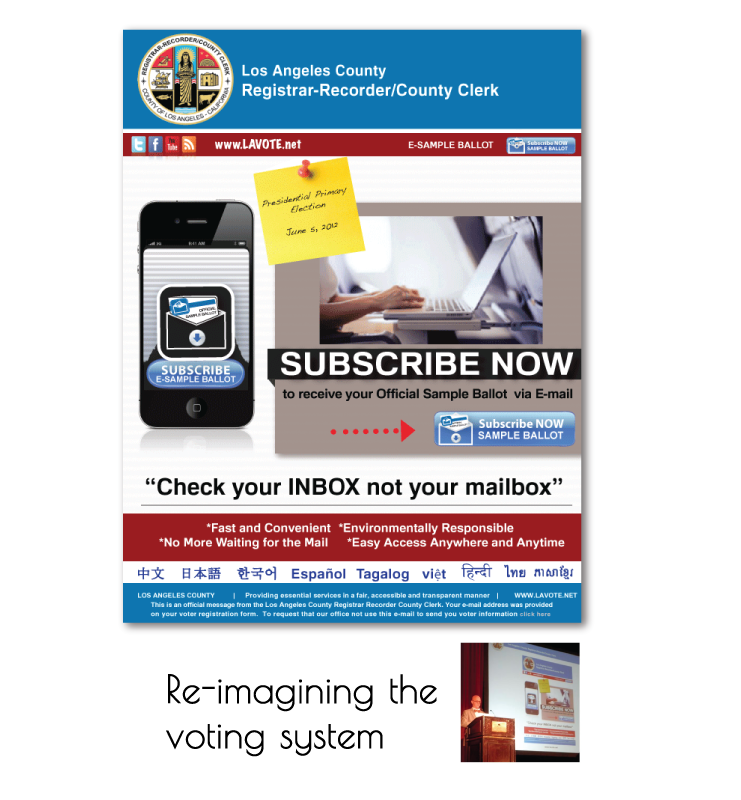 REGISTRAR-RECORDER/COUNTY CLERK
COUNTY OF LOS ANGELES - CALIFORNIA
Los Angeles County
Registrar-Recorder/County Clerk
You
Tube
www.LAVOTE.net
E-SAMPLE BALLOT
Subscribe NOW
SAMPLE BALLOT
Presidential Primary
Election
June 5, 2012
9:41 AM
OFFICIAL
SAMPLE BALLOT
SUBSCRIBE
E-SAMPLE BALLOT
SUBSCRIBE NOW
to receive your Official Sample Ballot via E-mail
Subscribe NOW
SAMPLE BALLOT
“Check your INBOX not your mailbox”
*Fast and Convenient *Environmentally Responsible
*No More Waiting for the Mail *Easy Access Anywhere and Anytime
中文 日本語 한국어 Español Tagalog việt हिन्दी ไทย ភាសាខ្មែរ
LOS ANGELES COUNTY | Providing essential services in a fair, accessible and transparent manner | WWW.LAVOTE.NET
This is an official message from the Los Angeles County Registrar Recorder County Clerk. Your e-mail address was provided
on your voter registration form. To request that our office not use this e-mail to send you voter information click here
Re-imagining the
voting system
SUBSCRIBE NOW